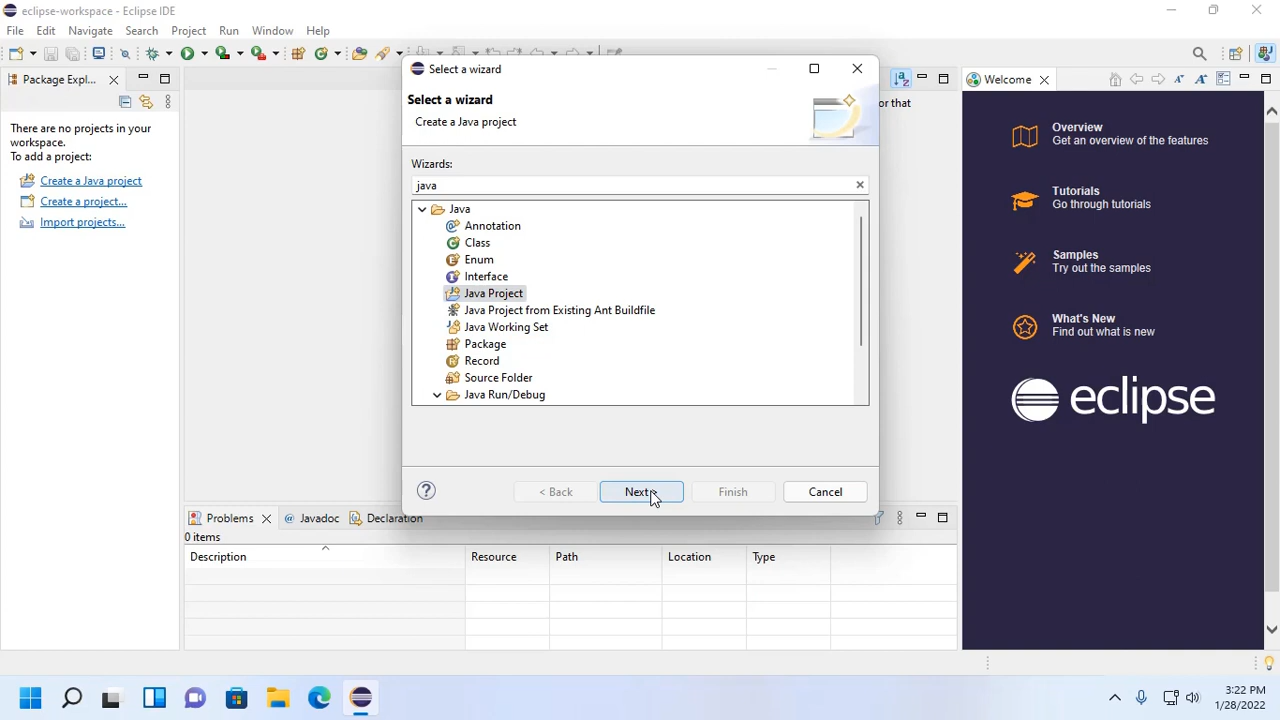 eclipse-workspace - Eclipse IDE
File Edit Navigate Search Project Run Window Help
Package Expl...
There are no projects in your
workspace.
To add a project:
Create a Java project
Create a project...
Import projects...
or that
Select a wizard
Select a wizard
Create a Java project
Wizards:
java
Java
Annotation
Class
Enum
Interface
Java Project
Java Project from Existing Ant Buildfile
Java Working Set
Package
Record
Source Folder
Java Run/Debug
< Back Next > Finish Cancel
Welcome
Overview
Get an overview of the features
Tutorials
Go through tutorials
Samples
Try out the samples
What's New
Find out what is new
eclipse
Problems @ Javadoc Declaration
0 items
Description Resource Path Location Type
3:22 PM
1/28/2022